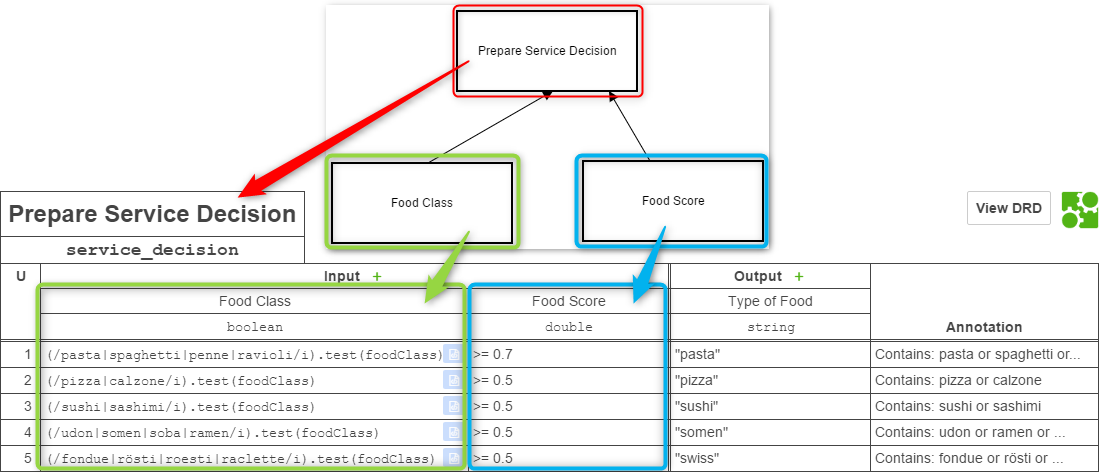 Prepare Service Decision
Food Class
Food Score
Prepare Service Decision
View DRD
service_decision
U Input + Output +
Food Class Food Score Type of Food
boolean double string Annotation
1 (/pasta|spaghetti|penne|ravioli/i).test(foodClass) >= 0.7 "pasta" Contains: pasta or spaghetti or...
2 (/pizza|calzone/i).test(foodClass) >= 0.5 "pizza" Contains: pizza or calzone
3 (/sushi|sashimi/i).test(foodClass) >= 0.5 "sushi" Contains: sushi or sashimi
4 (/udon|somen|soba|ramen/i).test(foodClass) >= 0.5 "somen" Contains: udon or ramen or ...
5 (/fondue|rösti|roesti|raclette/i).test(foodClass) >= 0.5 "swiss" Contains: fondue or rösti or ...